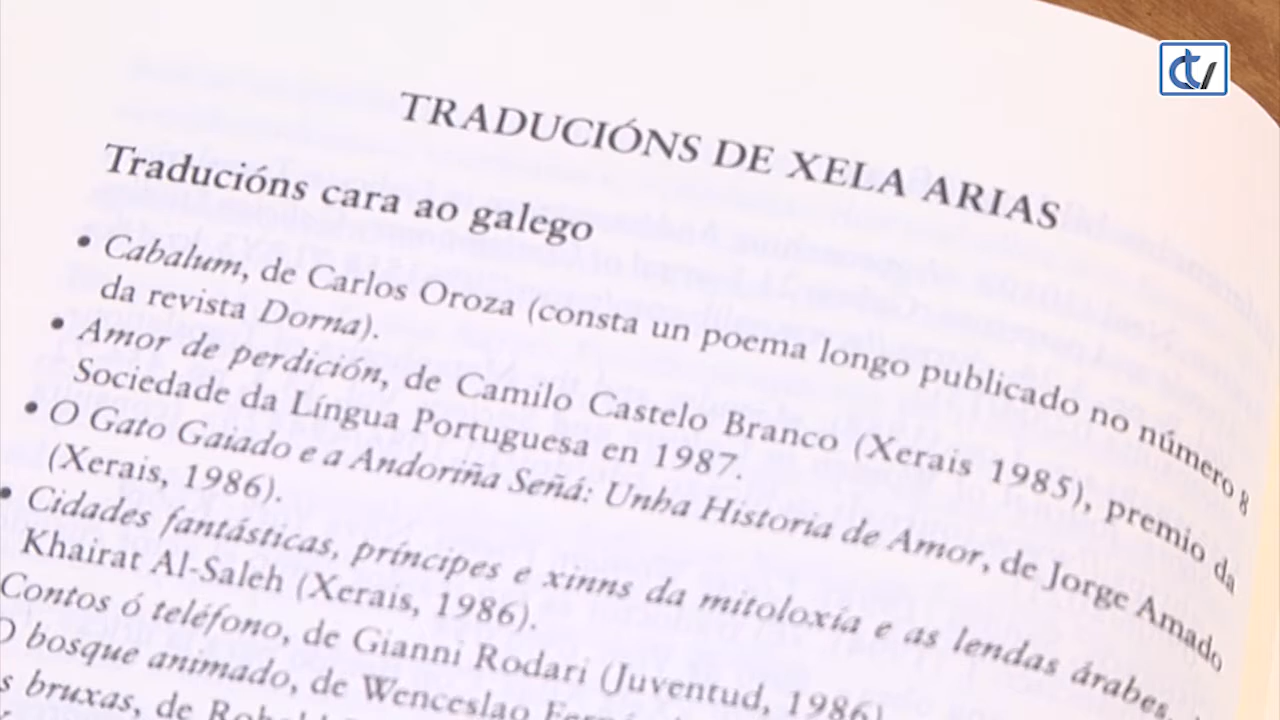 TRADUCIÓNS DE XELA ARIAS
Traducións cara ao galego
• Cabalum, de Carlos Oroza (consta un poema longo publicado no número 8
da revista Dorna).
• Amor de perdición, de Camilo Castelo Branco (Xerais 1985), premio da
Sociedade da Língua Portuguesa en 1987.
• O Gato Gaiado e a Andoriña Señá: Unha Historia de Amor, de Jorge Amado
(Xerais, 1986).
• Cidades fantásticas, príncipes e xinns da mitoloxía e as lendas árabes,
Khairat Al-Saleh (Xerais, 1986).
Contos ó teléfono, de Gianni Rodari (Juventud, 1986)
O bosque animado, de Wenceslao
s bruxas, de